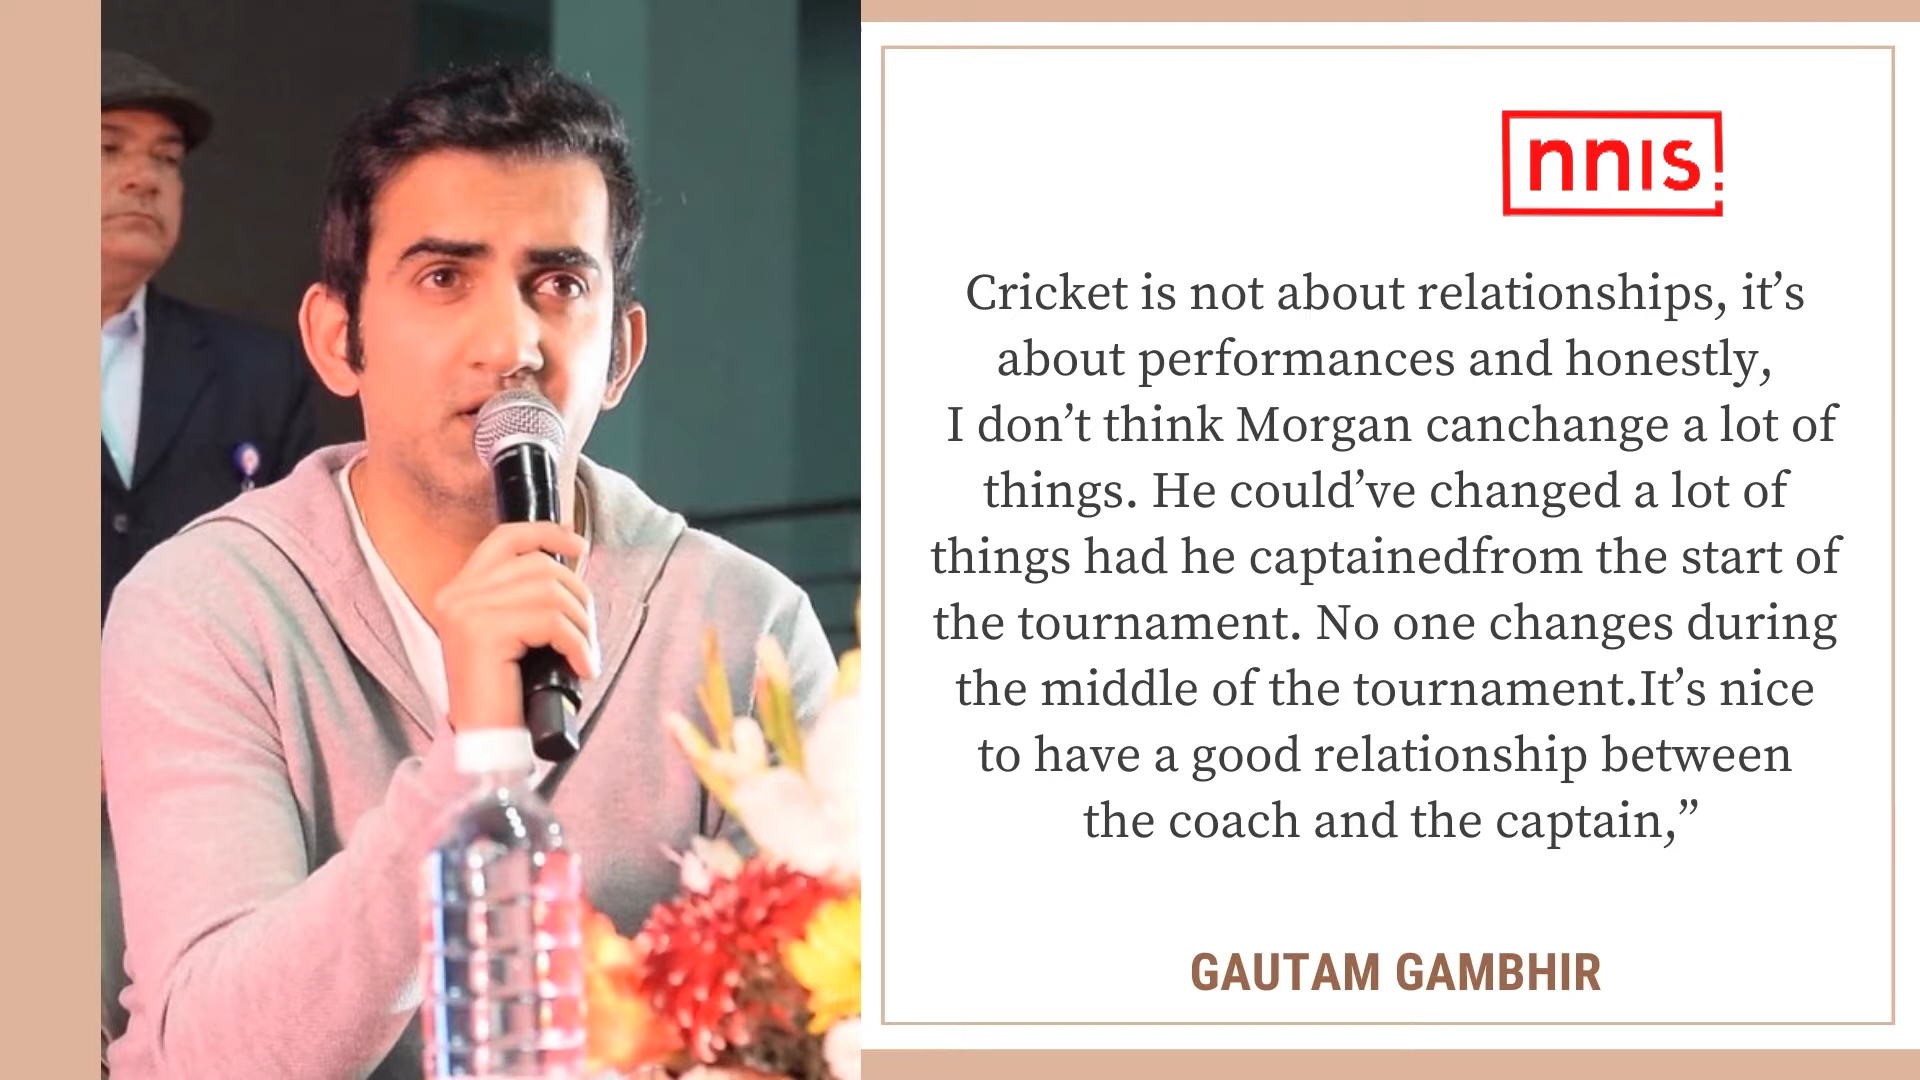 nnis!
Cricket is not about relationships, it’s
about performances and honestly,
I don’t think Morgan canchange a lot of
things. He could’ve changed a lot of
things had he captainedfrom the start of
the tournament. No one changes during
the middle of the tournament.It’s nice
to have a good relationship between
the coach and the captain,”
GAUTAM GAMBHIR